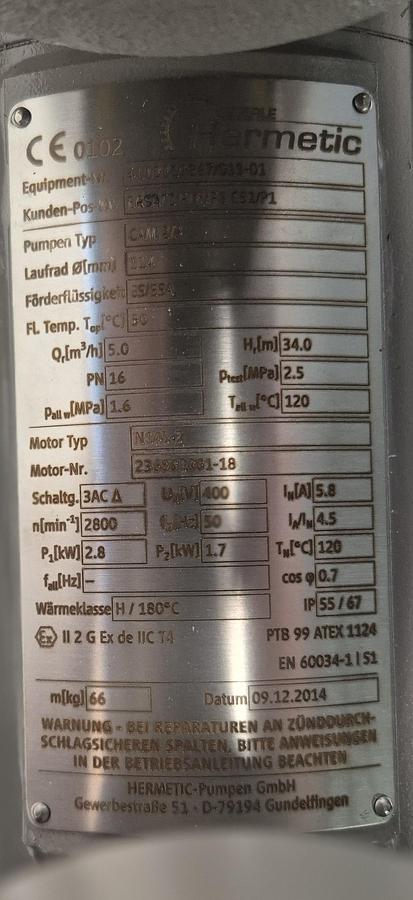 CE 0102
Hermetic
Equipment-
Kunden-Pos-
Pumpen Typ
Laufrad Ø[mm]
Förderflüssigkeit
Fl. Temp. Top[°C]
Qr[m³/h] 5.0 Hr[m] 34.0
PN 16 Ptest[MPa] 2.5
Pall w[MPa] 1.6 Tall w[°C] 120
Motor Typ
Motor-Nr.
Schaltg. 3AC Δ 400 IN[A] 5.8
n[min⁻¹] 2800 50 IA/IN 4.5
P1[kW] 2.8 P2[kW] 1.7 TN[°C] 120
fall[Hz] – cos φ 0.7
Wärmeklasse H / 180°C IP 55 / 67
Ex II 2 G Ex de IIC T4 PTB 99 ATEX 1124
EN 60034-1 | S1
m[kg] 66 Datum 09.12.2014
WARNUNG - BEI REPARATUREN AN ZÜNDDURCH-
SCHLAGSICHEREN SPALTEN, BITTE ANWEISUNGEN
IN DER BETRIEBSANLEITUNG BEACHTEN
HERMETIC-Pumpen GmbH
Gewerbestraße 51 · D-79194 Gundelfingen